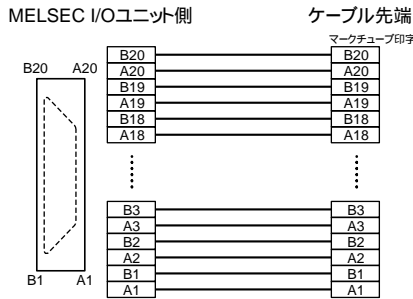 MELSEC I/Oユニット側 ケーブル先端
マークチューブ印字
B20 A20
B20 B20
A20 A20
B19 B19
A19 A19
B18 B18
A18 A18
B3 B3
A3 A3
B2 B2
A2 A2
B1 B1
A1 A1
B1 A1